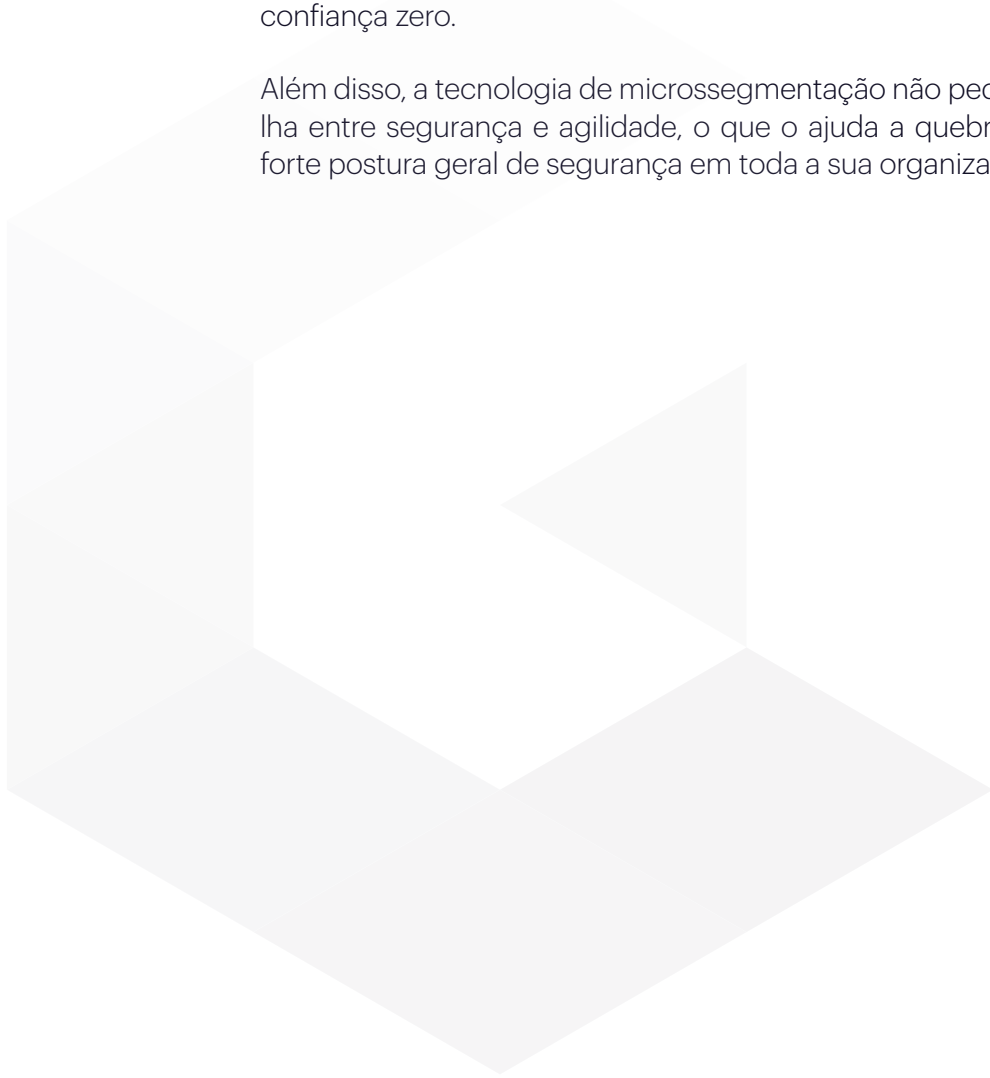 confiança zero.
Além disso, a tecnologia de microssegmentação não ped
lha entre segurança e agilidade, o que o ajuda a quebr
forte postura geral de segurança em toda a sua organiza